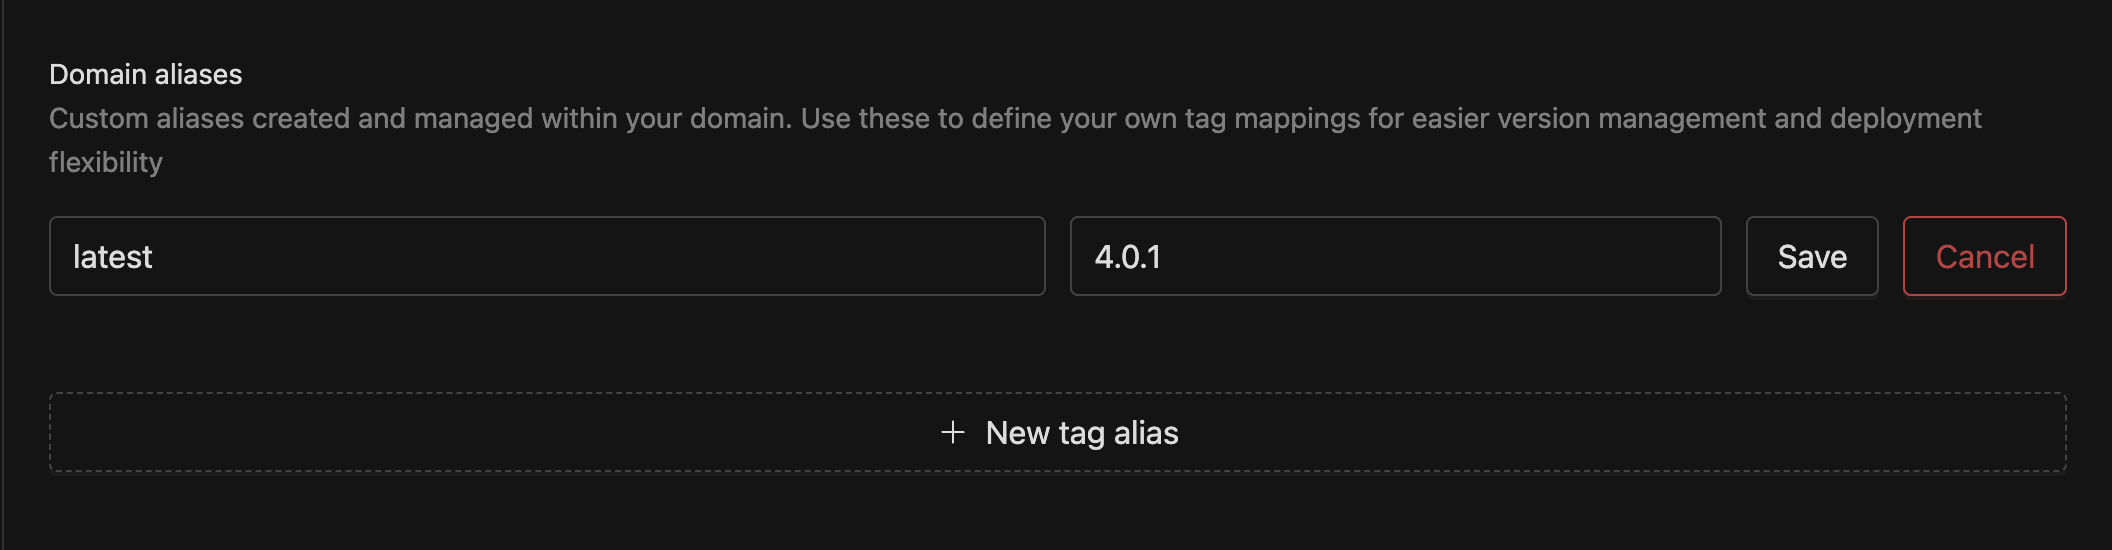 Domain aliases
Custom aliases created and managed within your domain. Use these to define your own tag mappings for easier version management and deployment
flexibility
latest 4.0.1 Save Cancel
+ New tag alias